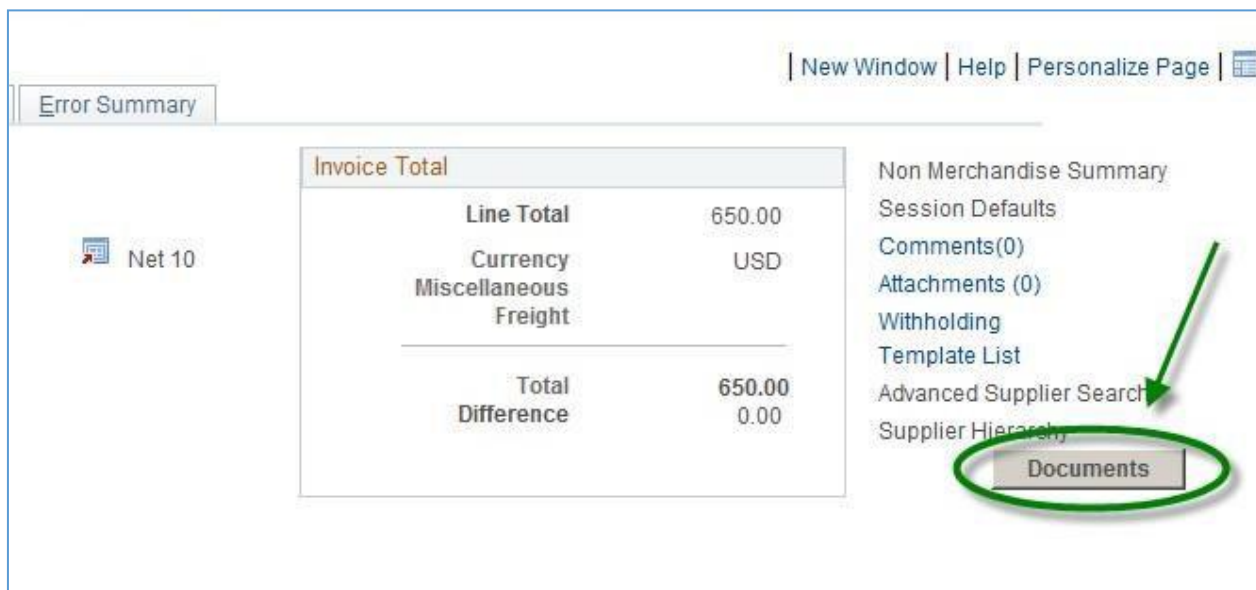 New Window | Help | Personalize Page |
Error Summary
Invoice Total
Line Total 650.00
Currency USD
Miscellaneous
Freight
Total 650.00
Difference 0.00
Net 10
Non Merchandise Summary
Session Defaults
Comments(0)
Attachments (0)
Withholding
Template List
Advanced Supplier Search
Supplier Hierarchy
Documents